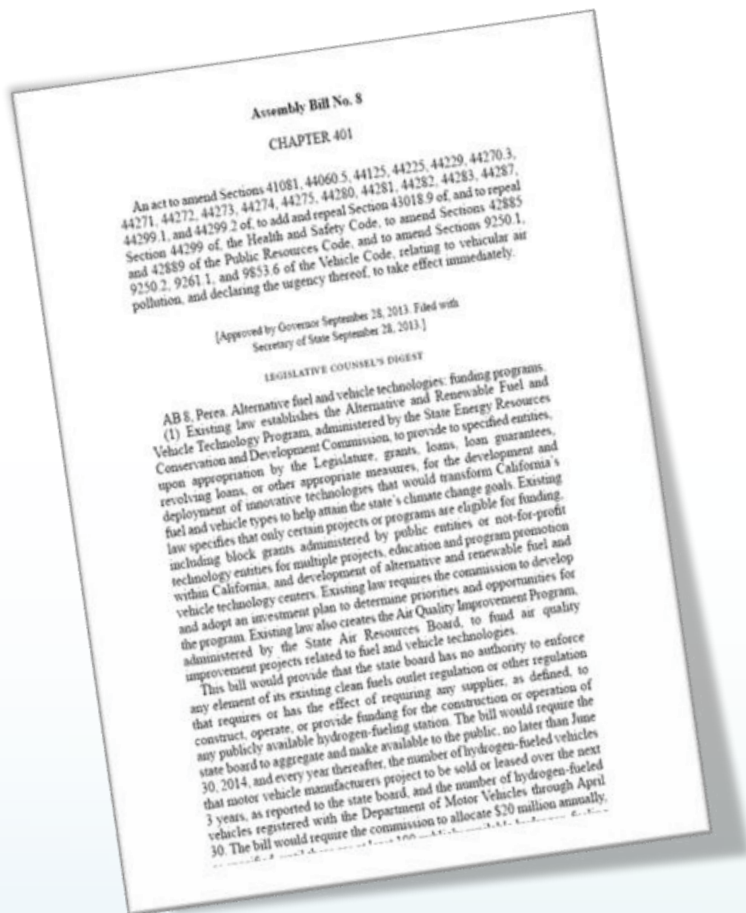 Assembly Bill No. 8
CHAPTER 401
An act to amend Sections 41081, 44060.5, 44125, 44225, 44229, 44270.3,
44271, 44272, 44273, 44274, 44275, 44280, 44281, 44282, 44283, 44287,
44299.1, and 44299.2 of, to add and repeal Section 43018.9 of, and to repeal
Section 44299 of, the Health and Safety Code, to amend Sections 42885
and 42889 of the Public Resources Code, and to amend Sections 9250.1,
9250.2, 9261.1, and 9853.6 of the Vehicle Code, relating to vehicular air
pollution, and declaring the urgency thereof, to take effect immediately.
[Approved by Governor September 28, 2013. Filed with
Secretary of State September 28, 2013.]
LEGISLATIVE COUNSEL'S DIGEST
AB 8, Perea. Alternative fuel and vehicle technologies: funding programs.
(1) Existing law establishes the Alternative and Renewable Fuel and
Vehicle Technology Program, administered by the State Energy Resources
Conservation and Development Commission, to provide to specified entities,
upon appropriation by the Legislature, grants, loans, loan guarantees,
revolving loans, or other appropriate measures, for the development and
deployment of innovative technologies that would transform California's
fuel and vehicle types to help attain the state's climate change goals. Existing
law specifies that only certain projects or programs are eligible for funding,
including block grants administered by public entities or not-for-profit
technology entities for multiple projects, education and program promotion
within California, and development of alternative and renewable fuel and
vehicle technology centers. Existing law requires the commission to develop
and adopt an investment plan to determine priorities and opportunities for
the program. Existing law also creates the Air Quality Improvement Program,
administered by the State Air Resources Board, to fund air quality
improvement projects related to fuel and vehicle technologies.
This bill would provide that the state board has no authority to enforce
any element of its existing clean fuels outlet regulation or other regulation
that requires or has the effect of requiring any supplier, as defined, to
construct, operate, or provide funding for the construction or operation of
any publicly available hydrogen-fueling station. The bill would require the
state board to aggregate and make available to the public, no later than June
30, 2014, and every year thereafter, the number of hydrogen-fueled vehicles
that motor vehicle manufacturers project to be sold or leased over the next
3 years, as reported to the state board, and the number of hydrogen-fueled
vehicles registered with the Department of Motor Vehicles through April
30. The bill would require the commission to allocate $20 million annually,